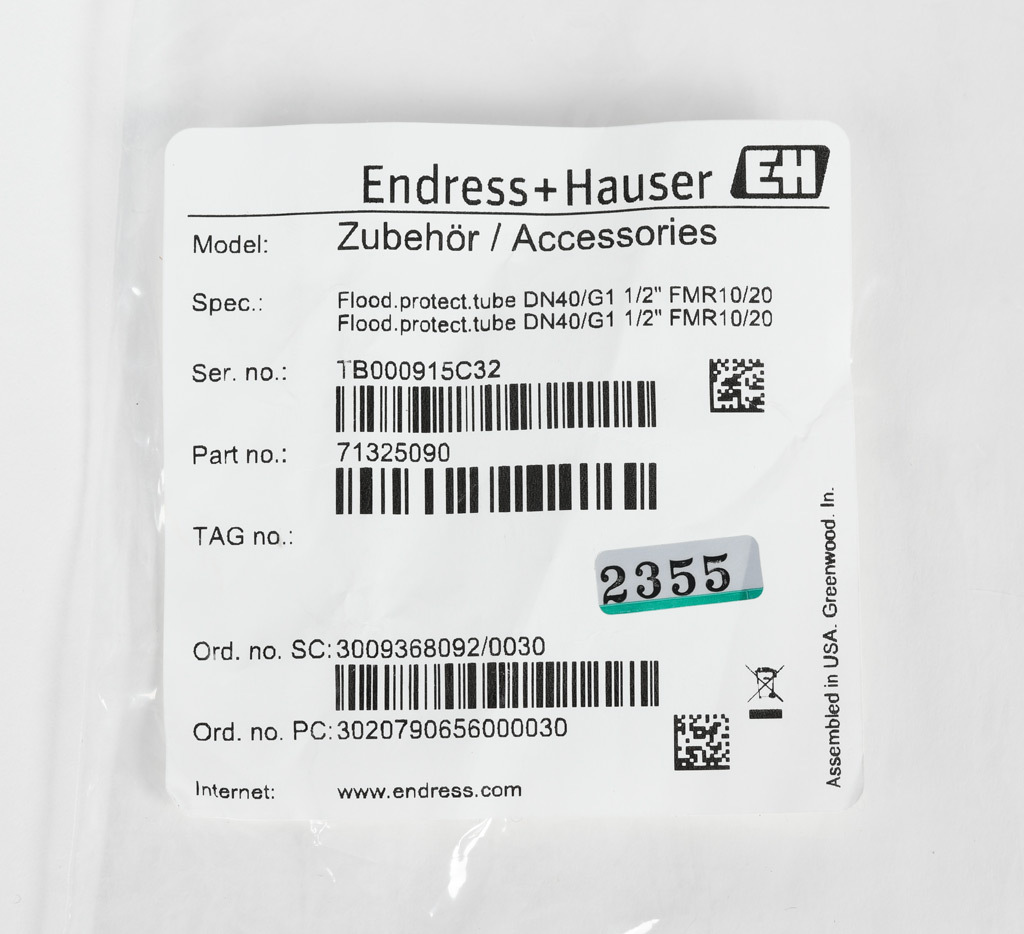 Endress+Hauser EH
Model: Zubehör / Accessories
Spec.: Flood.protect.tube DN40/G1 1/2" FMR10/20
Flood.protect.tube DN40/G1 1/2" FMR10/20
Ser. no.: TB000915C32
Part no.: 71325090
TAG no.:
2355
Ord. no. SC: 3009368092/0030
Ord. no. PC: 3020790656000030
Internet: www.endress.com
Assembled in USA. Greenwood. In.